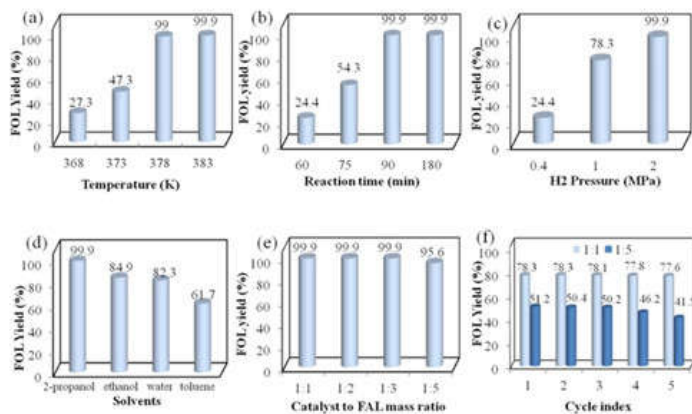 (a)
FOL Yield (%)
100
80
60
40
20
0
27.3
47.3
99
99.9
368 373 378 383
Temperature (K)
(b)
FOL Yield (%)
100
80
60
40
20
0
24.4
54.3
99.9
99.9
60 75 90 180
Reaction time (min)
(c)
FOL Yield (%)
100
80
60
40
20
0
24.4
78.3
99.9
0.4 1 2
H2 Pressure (MPa)
(d)
FOL Yield (%)
100
80
60
40
20
0
99.9
84.9
82.3
61.7
2-propanol ethanol water toluene
Solvents
(e)
FOL yield (%)
100
80
60
40
20
0
99.9 99.9 99.9 95.6
1:1 1:2 1:3 1:5
Catalyst to FAL mass ratio
(f)
1:1 1:5
FOL Yield (%)
100
80
60
40
20
0
78.3 78.3 78.1 77.8 77.6
51.2 50.4 50.2 46.2 41.5
1 2 3 4 5
Cycle index